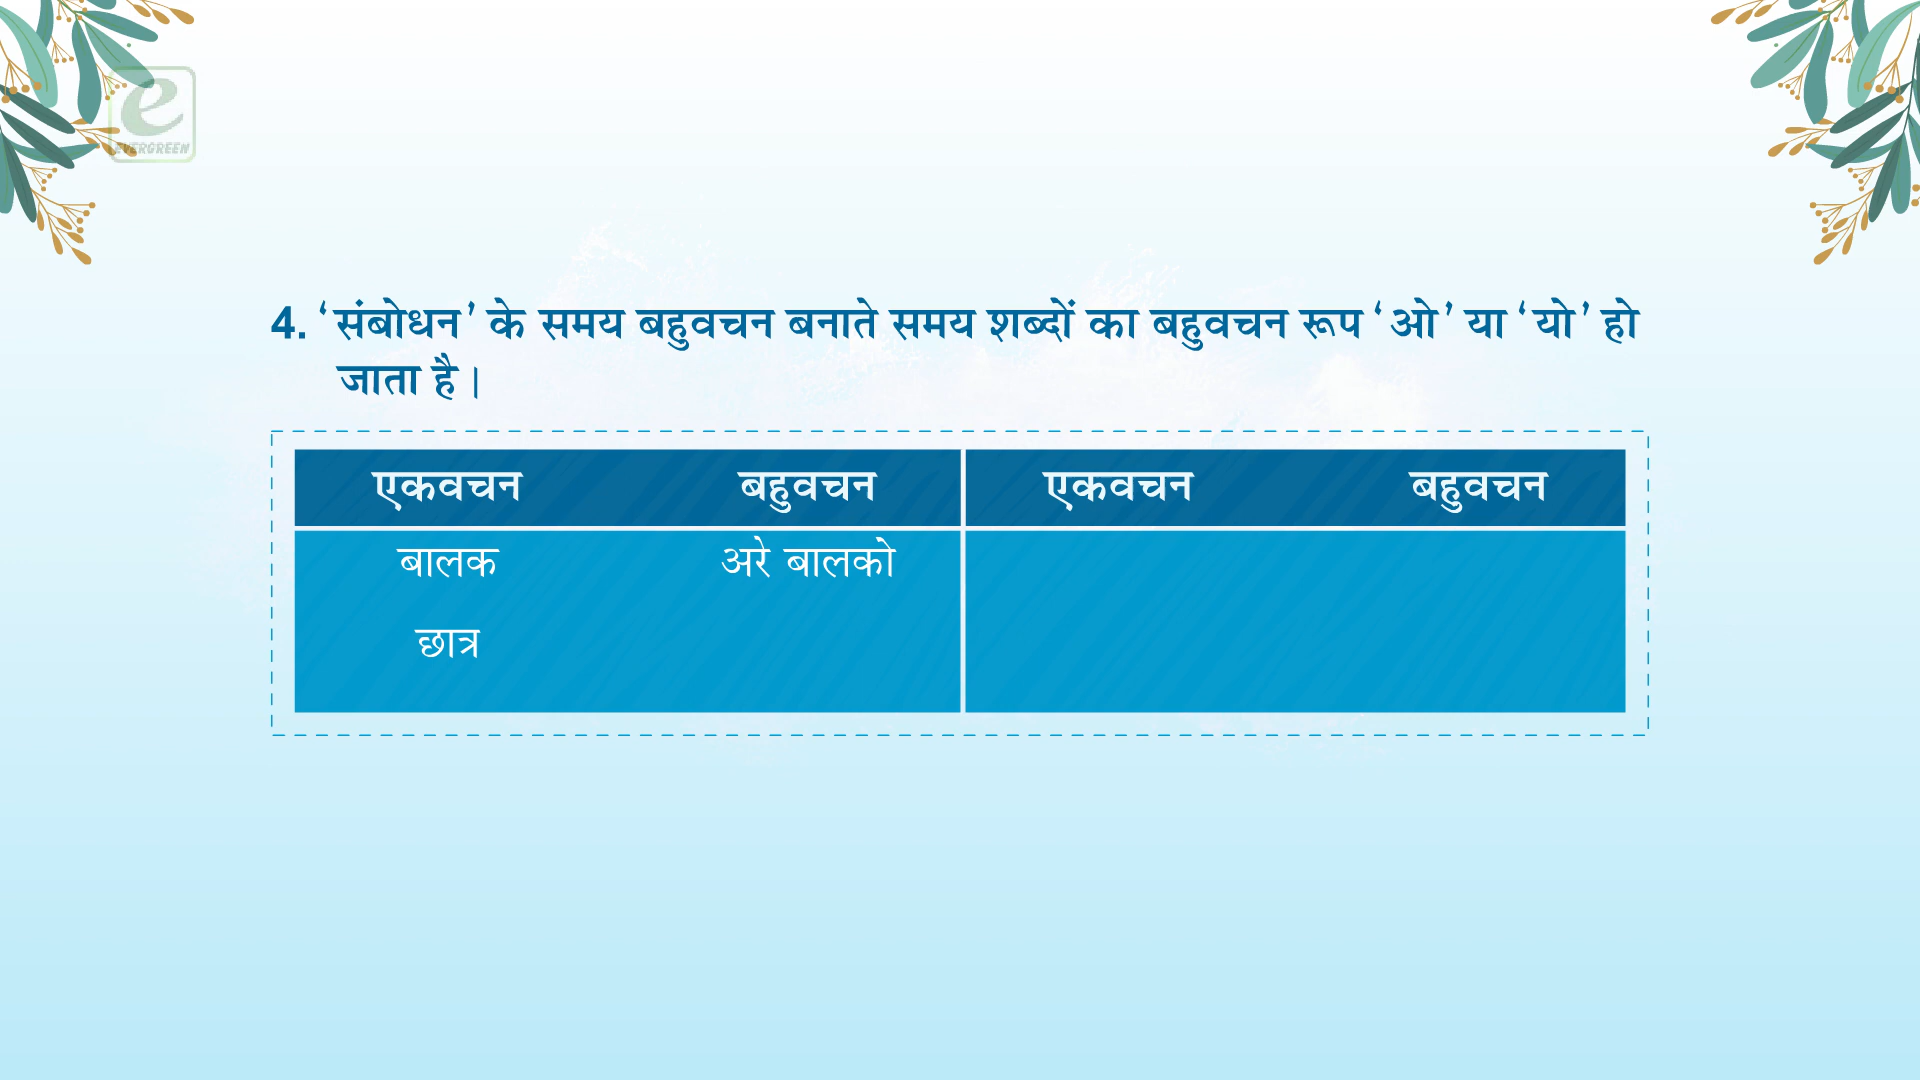 EVERGREEN
4. ‘संबोधन’ के समय बहुवचन बनाते समय शब्दों का बहुवचन रूप ‘ओ’ या ‘यो’ हो
जाता है।
एकवचन बहुवचन एकवचन बहुवचन
बालक अरे बालको
छात्र